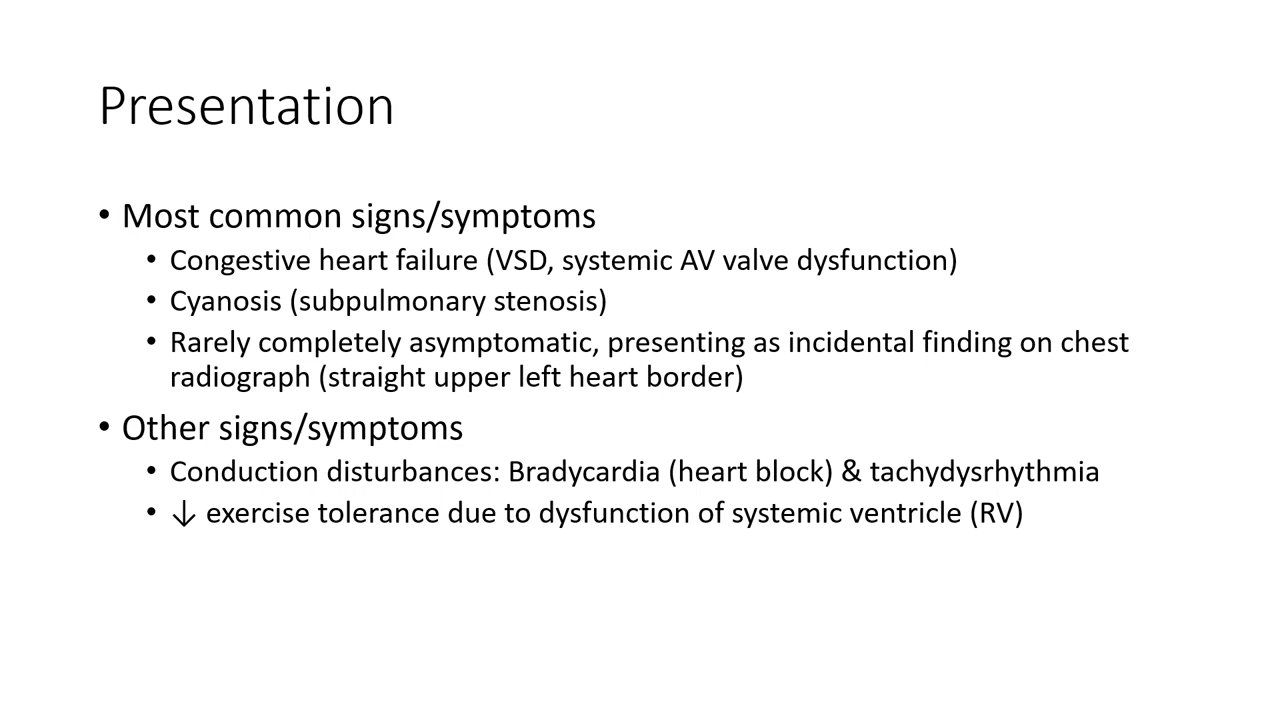 Presentation
• Most common signs/symptoms
• Congestive heart failure (VSD, systemic AV valve dysfunction)
• Cyanosis (subpulmonary stenosis)
• Rarely completely asymptomatic, presenting as incidental finding on chest
radiograph (straight upper left heart border)
• Other signs/symptoms
• Conduction disturbances: Bradycardia (heart block) & tachydysrhythmia
• ↓ exercise tolerance due to dysfunction of systemic ventricle (RV)